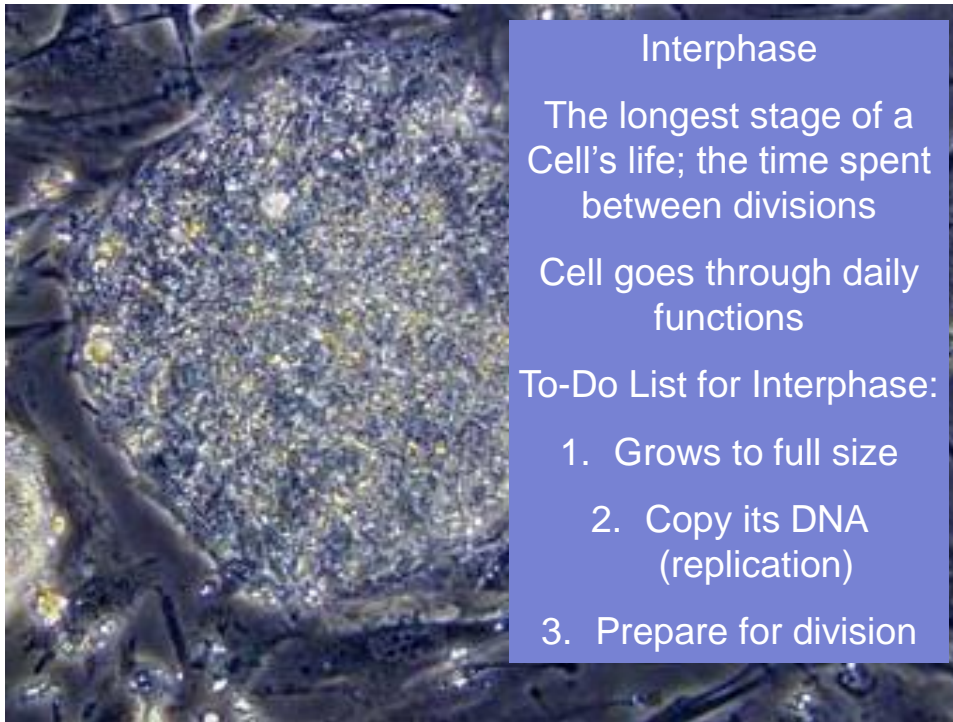 Interphase
The longest stage of a
Cell’s life; the time spent
between divisions
Cell goes through daily
functions
To-Do List for Interphase:
1. Grows to full size
2. Copy its DNA
(replication)
3. Prepare for division